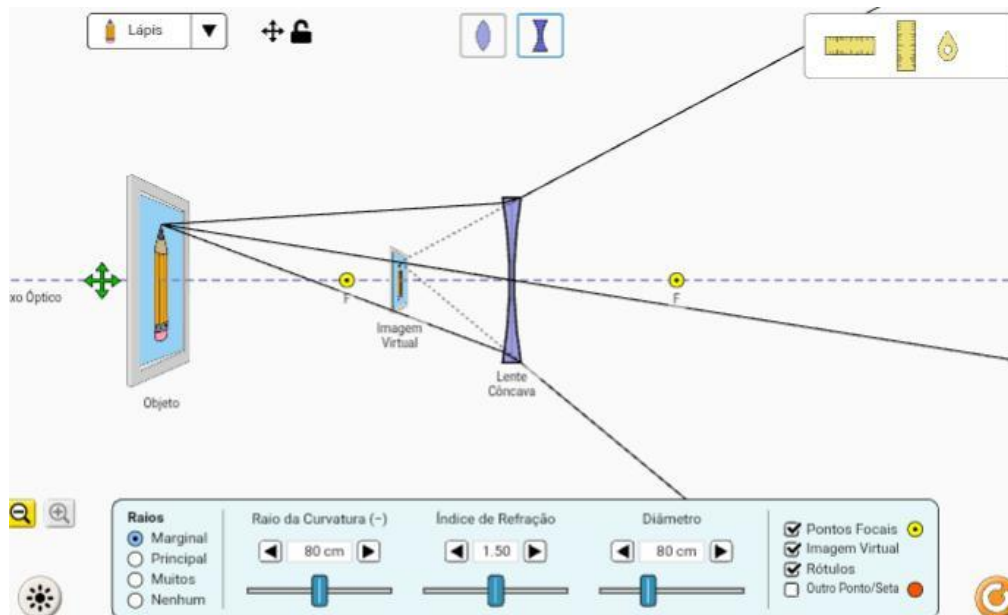 Lápis
xo Óptico
F
F
Imagem
Virtual
Lente
Côncava
Objeto
Raios
Marginal
Principal
Muitos
Nenhum
Raio da Curvatura (-)
80 cm
Índice de Refração
1.50
Diâmetro
80 cm
Pontos Focais
Imagem Virtual
Rótulos
Outro Ponto/Seta